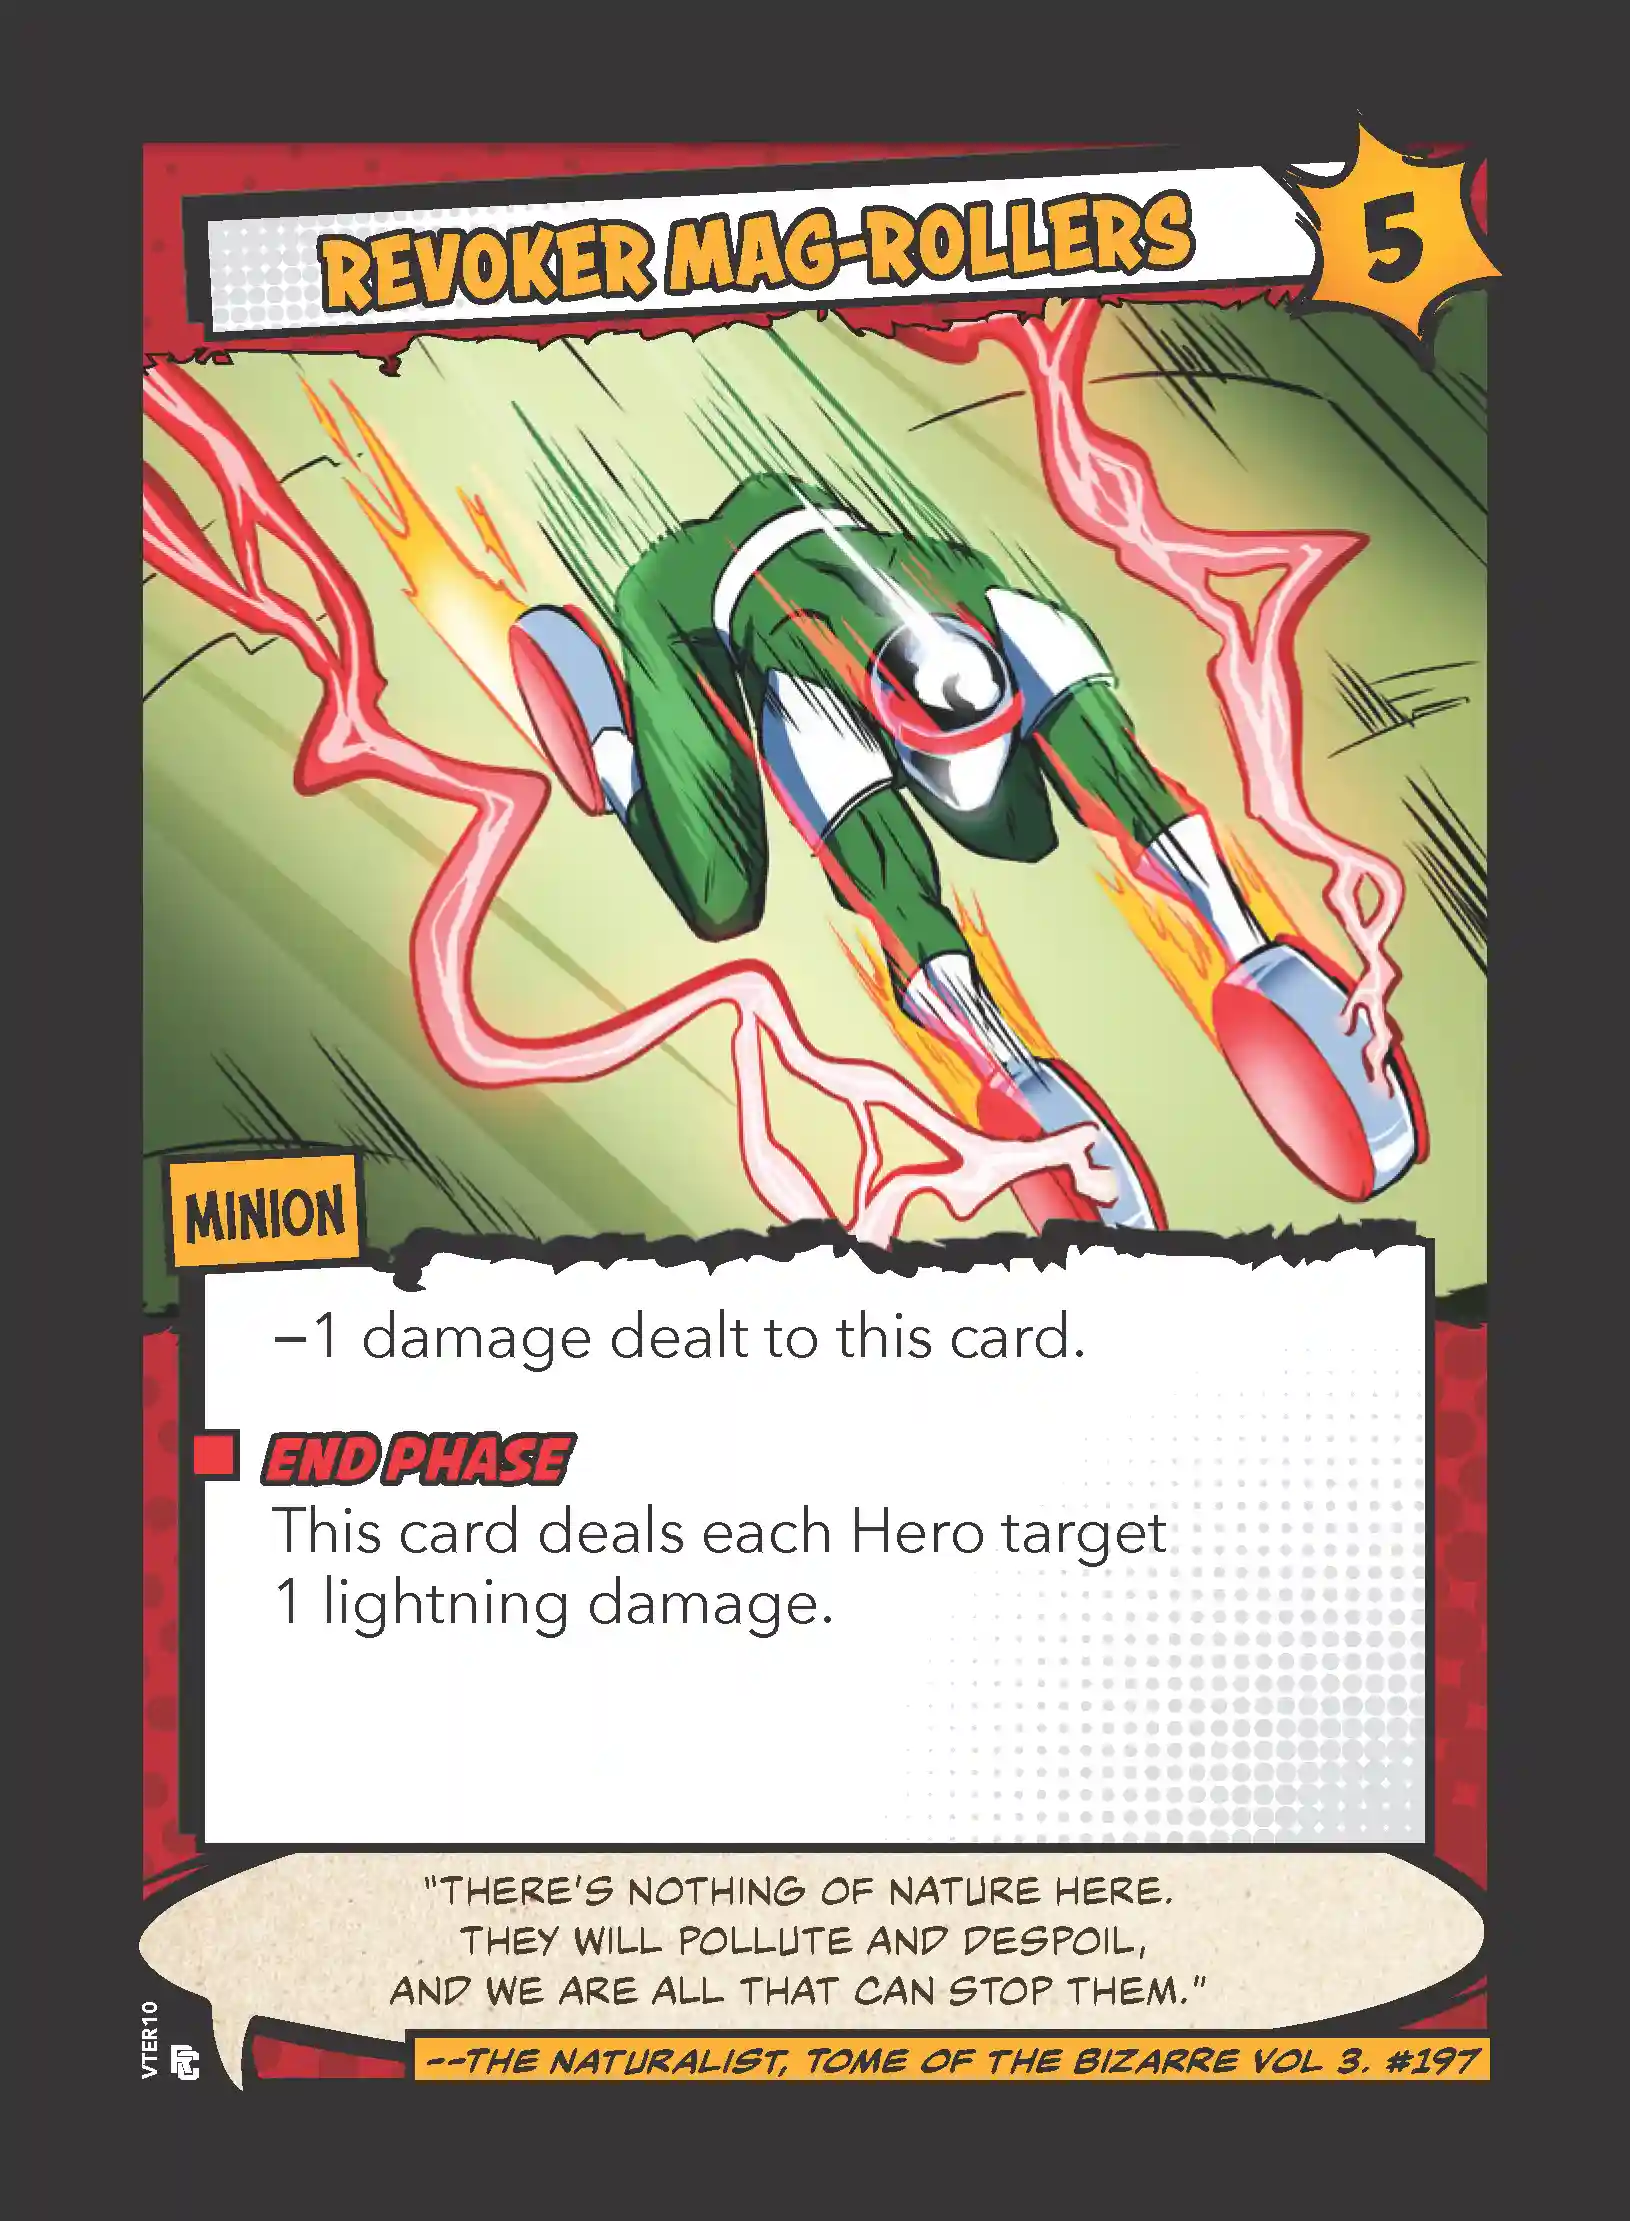 REVOKER MAG-ROLLERS
5
MINION
−1 damage dealt to this card.
END PHASE
This card deals each Hero target
1 lightning damage.
"THERE'S NOTHING OF NATURE HERE.
THEY WILL POLLUTE AND DESPOIL,
AND WE ARE ALL THAT CAN STOP THEM."
--THE NATURALIST, TOME OF THE BIZARRE VOL 3. #197
VTER10